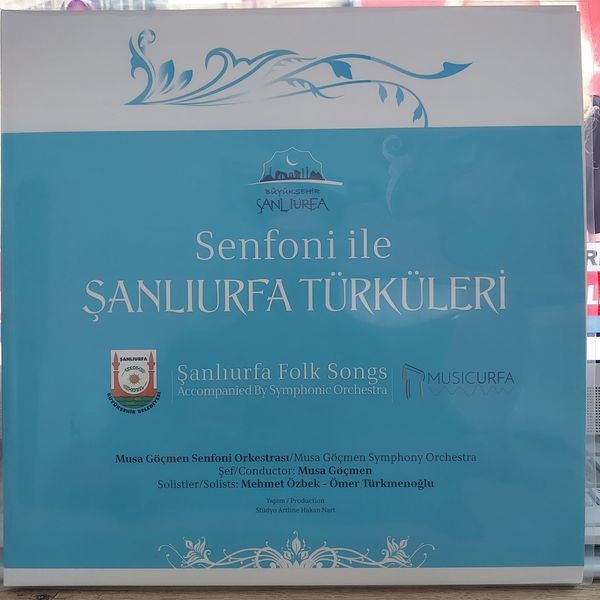 BÜYÜKŞEHİR
ŞANLIURFA
Senfoni ile
ŞANLIURFA TÜRKÜLERİ
ŞANLIURFA
BÜYÜKŞEHİR BELEDİYESİ
Şanlıurfa Folk Songs
Accompanied By Symphonic Orchestra
MUSICURFA
Musa Göçmen Senfoni Orkestrası/Musa Göçmen Symphony Orchestra
Şef/Conductor: Musa Göçmen
Solistler/Solists: Mehmet Özbek - Ömer Türkmenoğlu
Yapım / Production
Stüdyo Artline Hakan Nart